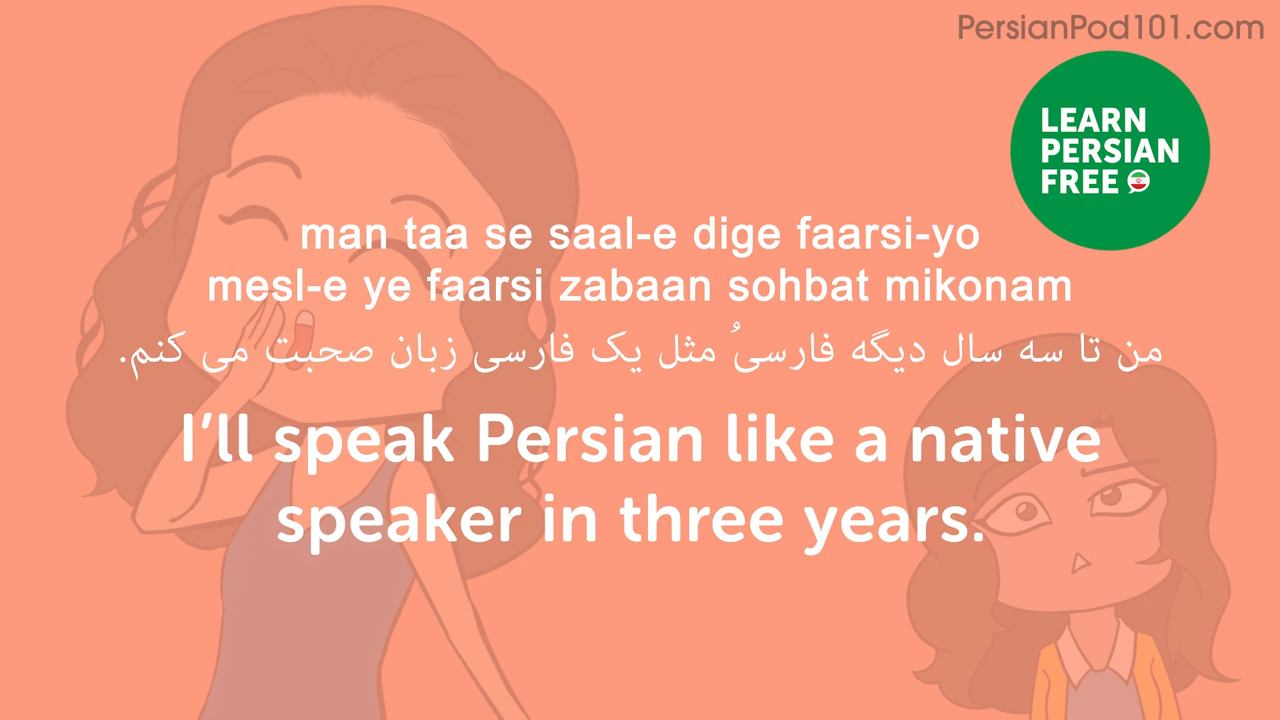 PersianPod101.com
LEARN
PERSIAN
FREE
man taa se saal-e dige faarsi-yo
mesl-e ye faarsi zabaan sohbat mikonam
من تا سه سال دیگه فارسیُ مثل یک فارسی زبان صحبت می کنم.
I’ll speak Persian like a native
speaker in three years.